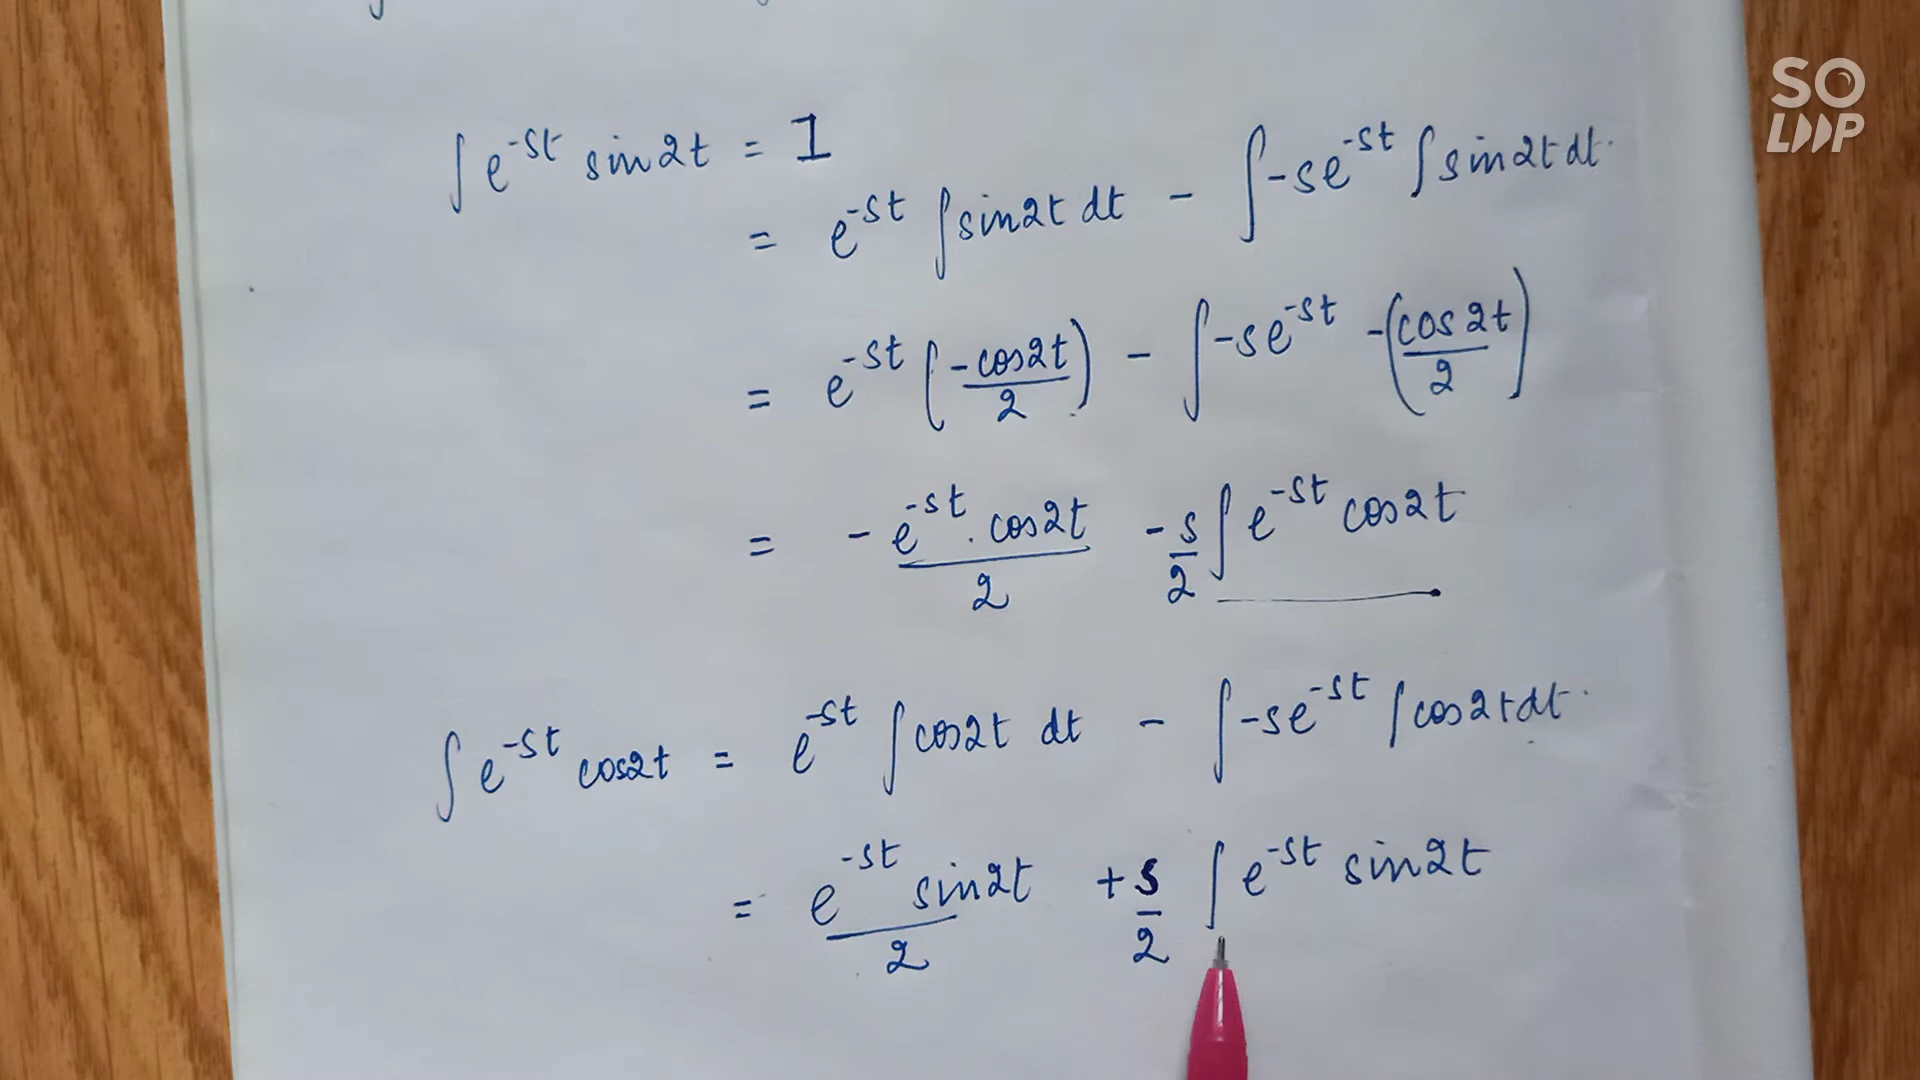 SO
LOOP
∫ e^-st sin2t = I
= e^-st ∫ sin2t dt - ∫ -se^-st ∫ sin2t dt.
= e^-st (-cos2t/2) - ∫ -se^-st -(cos2t/2)
= - e^-st . cos2t/2 - s/2 ∫ e^-st cos2t
∫ e^-st cos2t = e^-st ∫ cos2t dt - ∫ -se^-st ∫ cos2t dt.
= e^-st sin2t/2 + s/2 ∫ e^-st sin2t